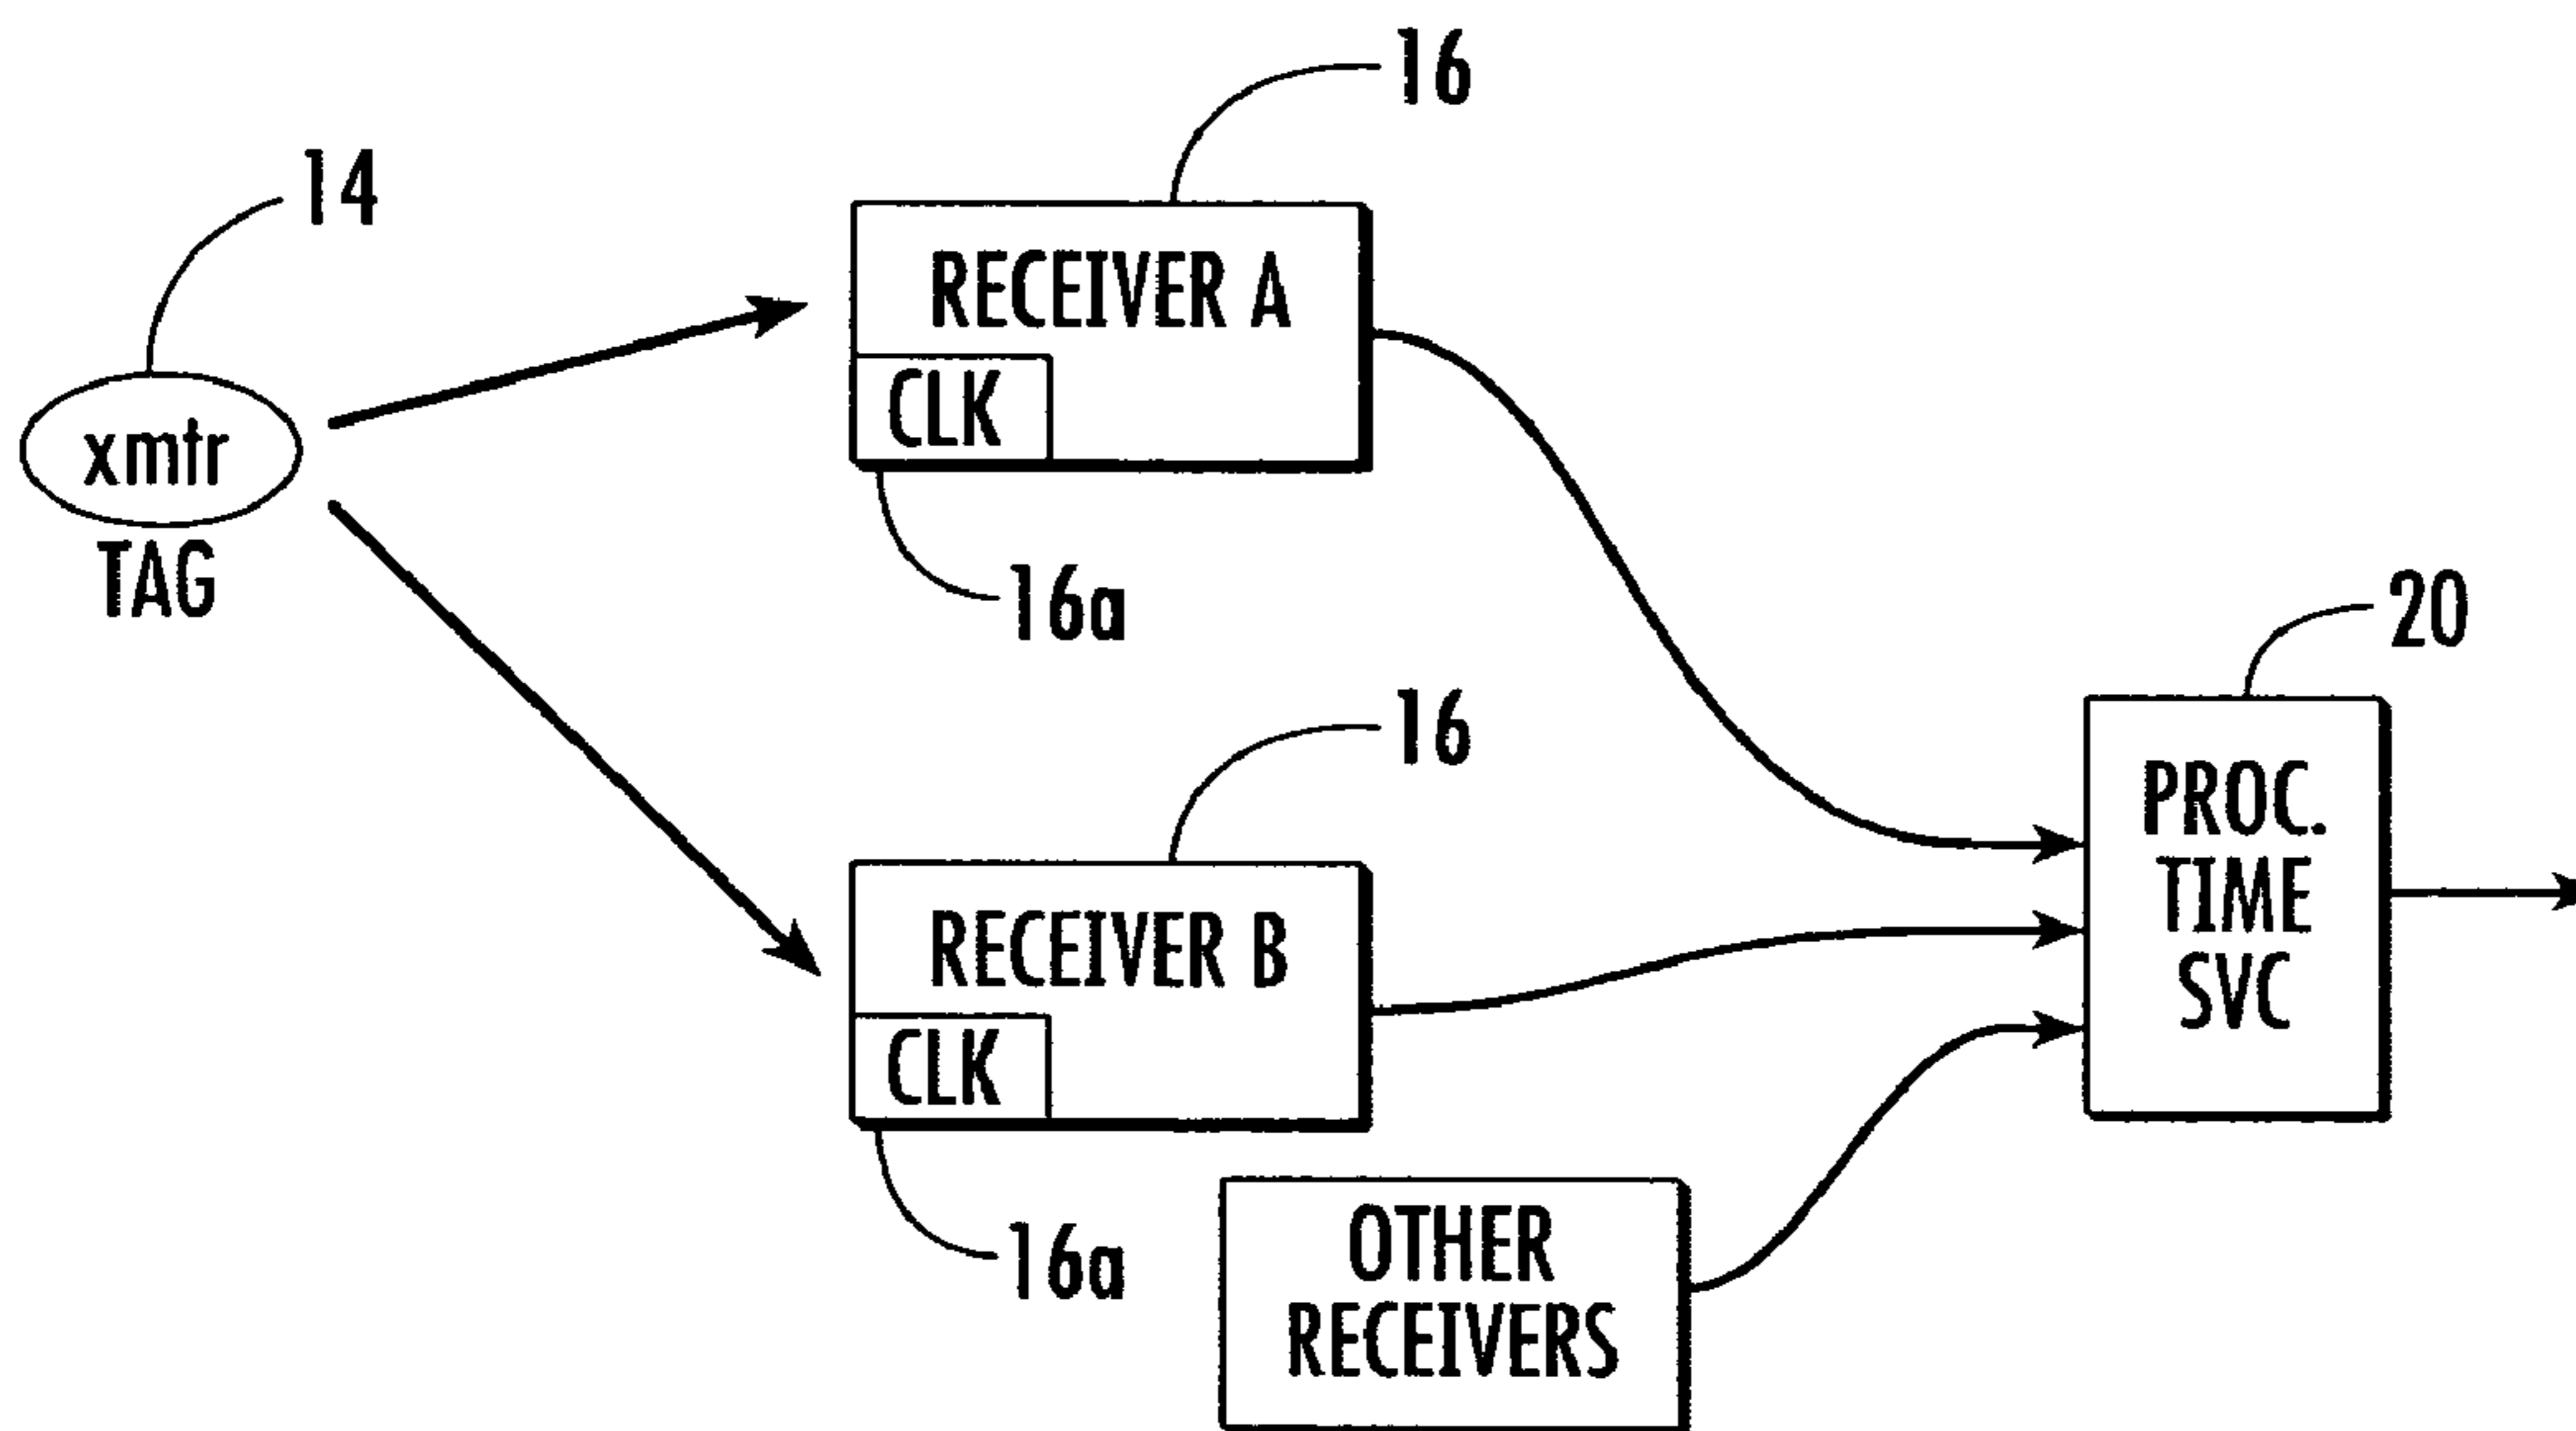 16
14
RECEIVER A
CLK
xmtr
TAG
16a
20
16
PROC.
TIME
SVC
RECEIVER B
CLK
16a
OTHER
RECEIVERS